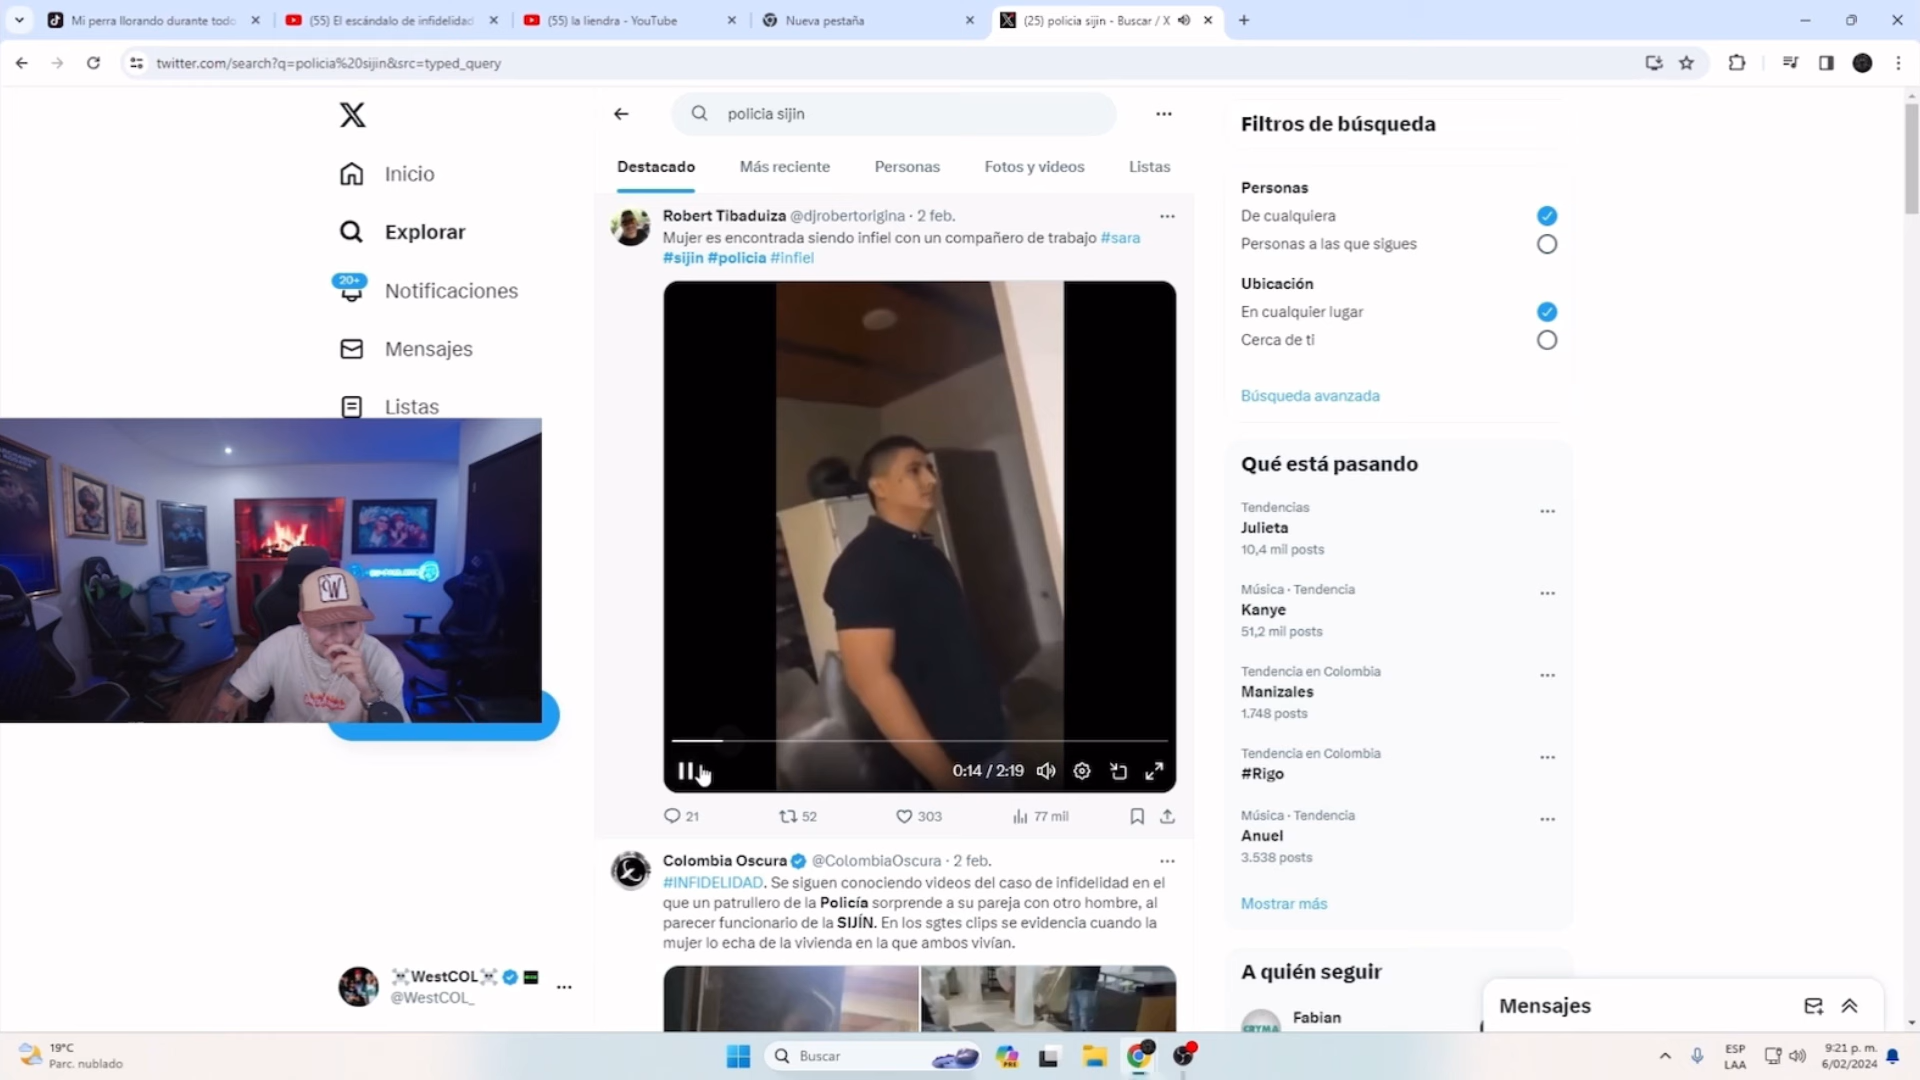 Mi perra llorando durante todo
(55) El escándalo de infidelidad
(55) la liendra - YouTube
Nueva pestaña
(25) policia sijin - Buscar / X
twitter.com/search?q=policia%20sijin&src=typed_query
policia sijin
Destacado
Más reciente
Personas
Fotos y videos
Listas
Inicio
Explorar
20+
Notificaciones
Mensajes
Listas
Robert Tibaduiza @djrobertorigina · 2 feb.
Mujer es encontrada siendo infiel con un compañero de trabajo #sara
#sijin #policia #infiel
0:14 / 2:19
21
52
303
77 mil
Colombia Oscura @ColombiaOscura · 2 feb.
#INFIDELIDAD. Se siguen conociendo videos del caso de infidelidad en el
que un patrullero de la Policía sorprende a su pareja con otro hombre, al
parecer funcionario de la SIJÍN. En los sgtes clips se evidencia cuando la
mujer lo echa de la vivienda en la que ambos vivían.
Filtros de búsqueda
Personas
De cualquiera
Personas a las que sigues
Ubicación
En cualquier lugar
Cerca de ti
Búsqueda avanzada
Qué está pasando
Tendencias
Julieta
10,4 mil posts
Música · Tendencia
Kanye
51,2 mil posts
Tendencia en Colombia
Manizales
1.748 posts
Tendencia en Colombia
#Rigo
Música · Tendencia
Anuel
3.538 posts
Mostrar más
A quién seguir
Fabian
CRYMA
Mensajes
WestCOL
@WestCOL_
W
19°C
Parc. nublado
Buscar
ESP
LAA
9:21 p. m.
6/02/2024